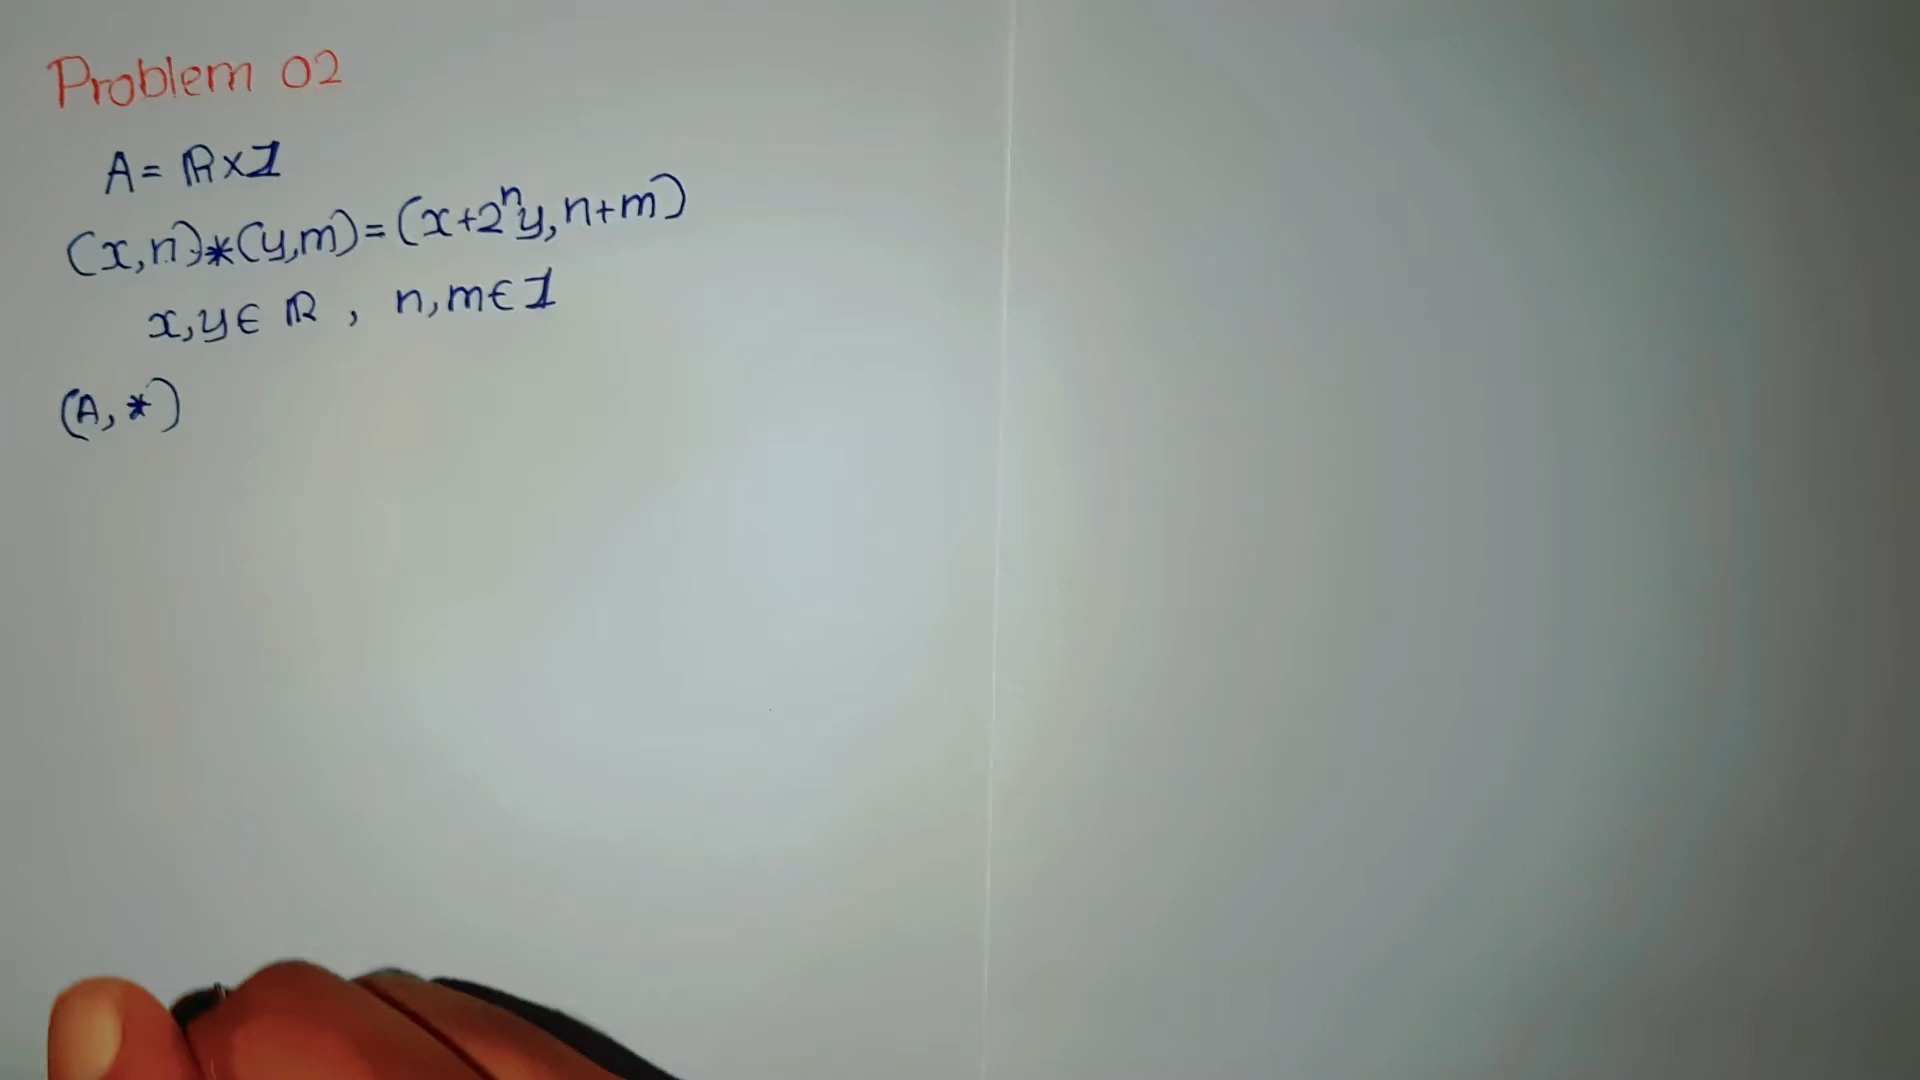 Problem 02
A = ℝ×ℤ
(x,n)*(y,m)=(x+2ⁿy, n+m)
x,y∈ ℝ , n,m∈ℤ
(A, *)